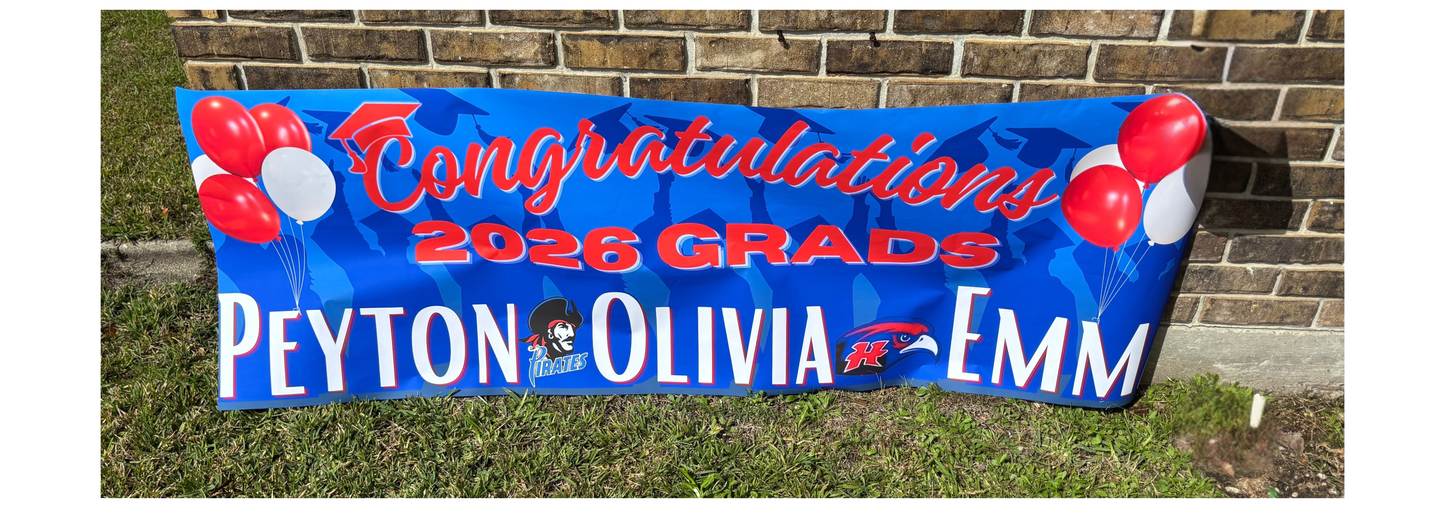 Congratulations
2026 GRADS
PEYTON PIRATES OLIVIA H EMM